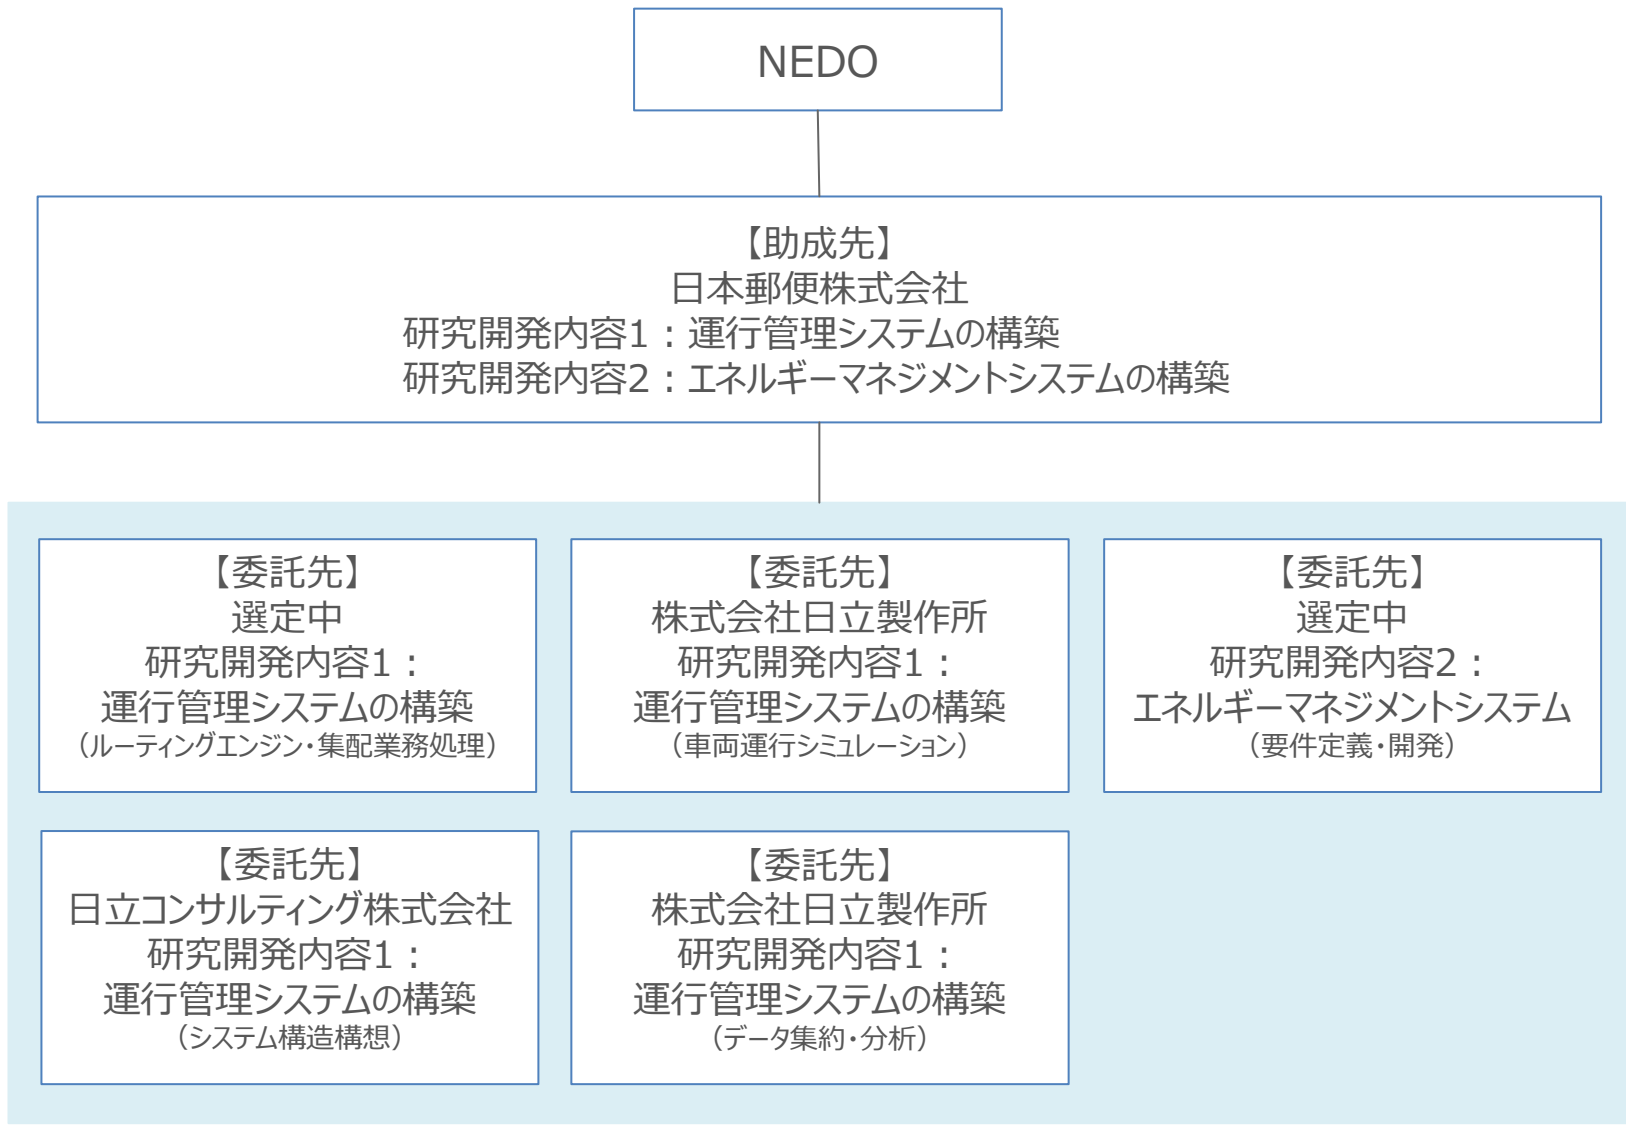 NEDO
【助成先】
日本郵便株式会社
研究開発内容1：運行管理システムの構築
研究開発内容2：エネルギーマネジメントシステムの構築
【委託先】
選定中
研究開発内容1：
運行管理システムの構築
（ルーティングエンジン・集配業務処理）
【委託先】
株式会社日立製作所
研究開発内容1：
運行管理システムの構築
（車両運行シミュレーション）
【委託先】
選定中
研究開発内容2：
エネルギーマネジメントシステム
（要件定義・開発）
【委託先】
日立コンサルティング株式会社
研究開発内容1：
運行管理システムの構築
（システム構造構想）
【委託先】
株式会社日立製作所
研究開発内容1：
運行管理システムの構築
（データ集約・分析）